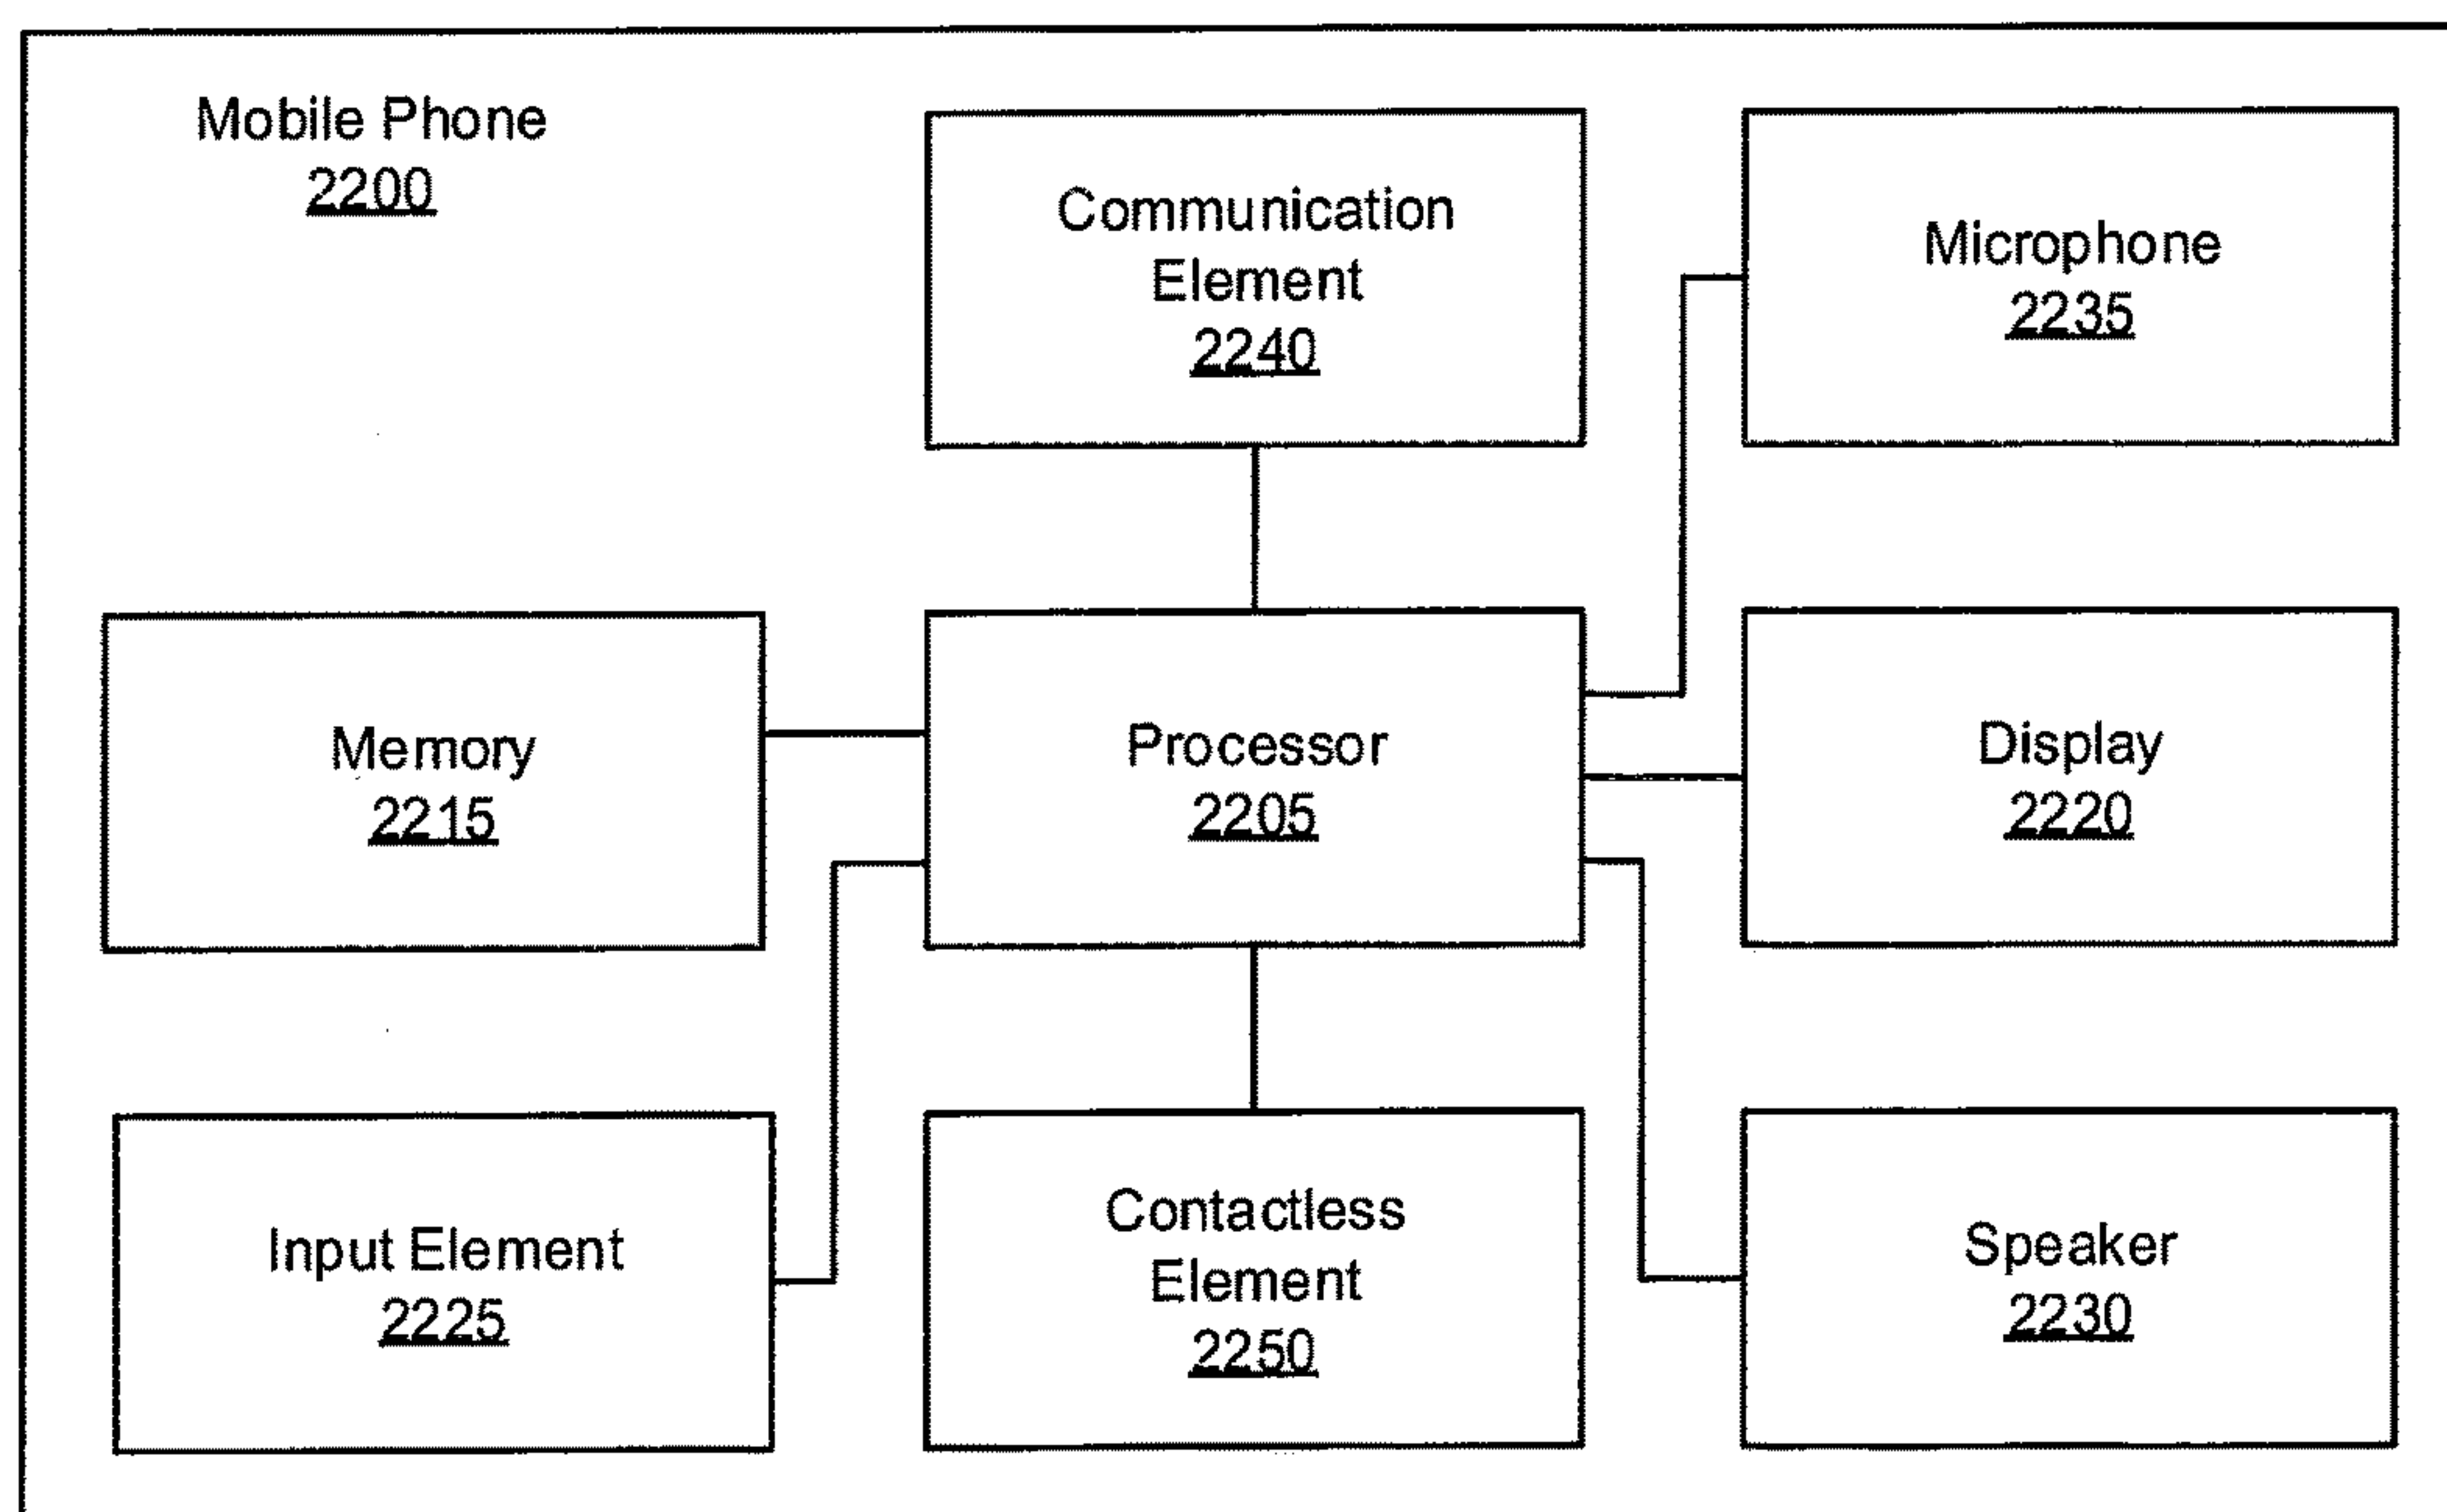 Mobile Phone
2200
Communication
Element
2240
Microphone
2235
Memory
2215
Processor
2205
Display
2220
Input Element
2225
Contactless
Element
2250
Speaker
2230